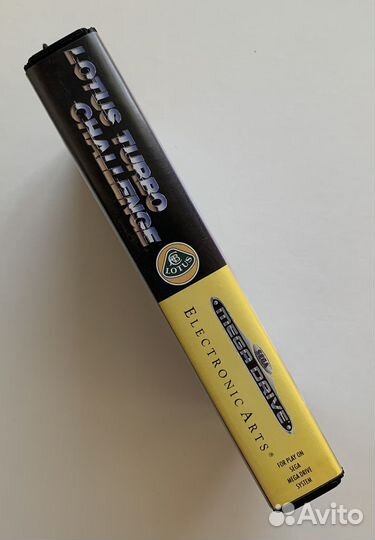 LOTUS TURBO
CHALLENGE
LOTUS
SEGA
MEGA DRIVE
ELECTRONIC ARTS®
FOR PLAY ON
SEGA
MEGA DRIVE
SYSTEM
Avito